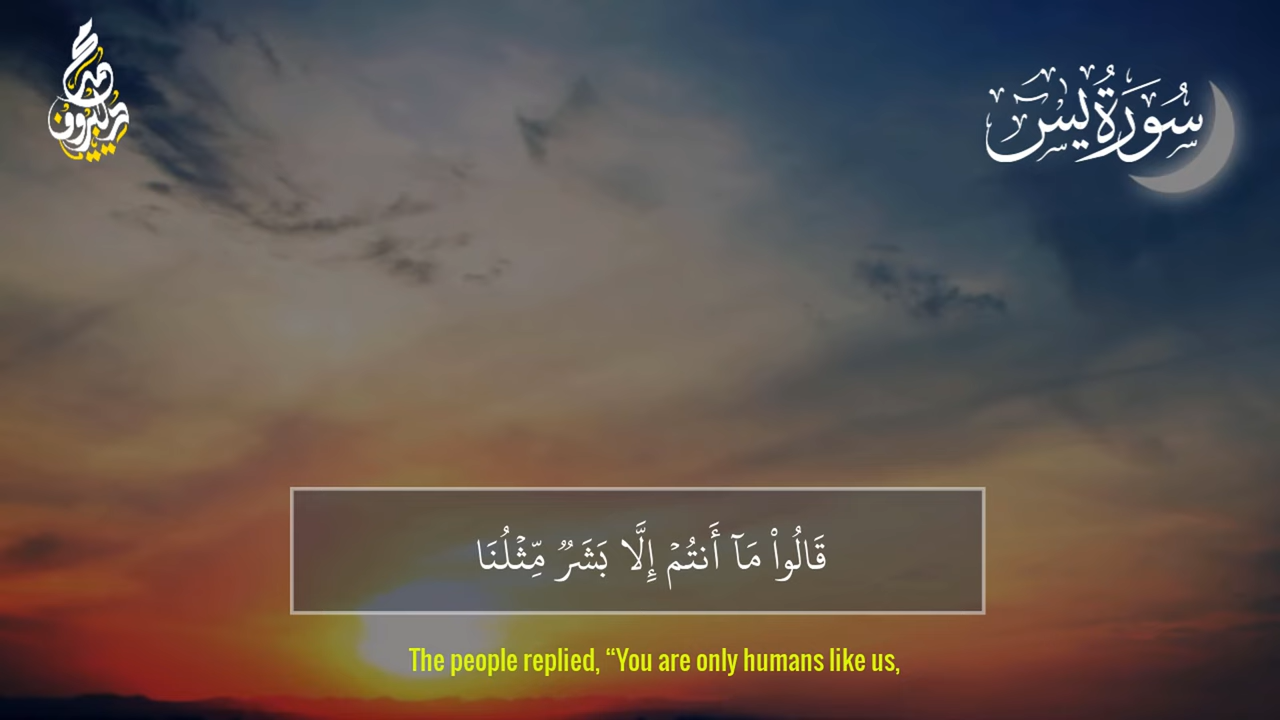 سُورَةُ يسٓ
قَالُوا۟ مَآ أَنتُمْ إِلَّا بَشَرٌ مِّثْلُنَا
The people replied, “You are only humans like us,